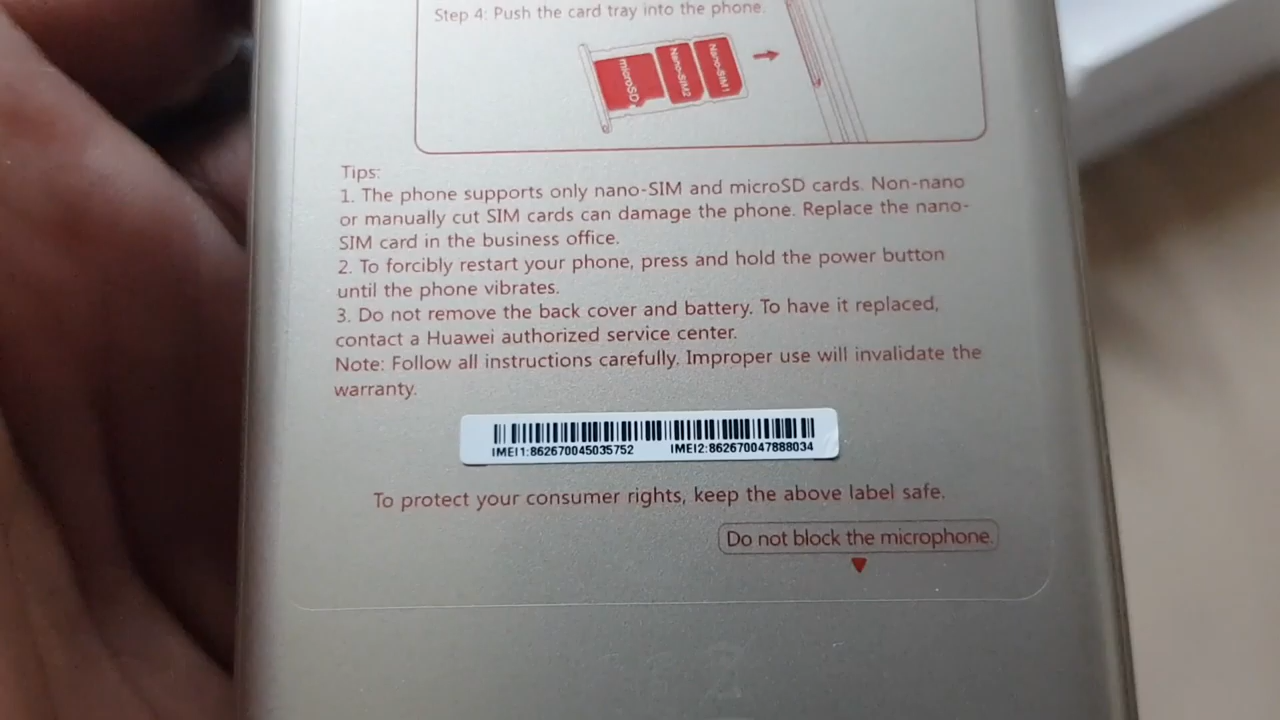 Step 4: Push the card tray into the phone.
microSD
Nano-SIM2
Nano-SIM1
Tips:
1. The phone supports only nano-SIM and microSD cards. Non-nano
or manually cut SIM cards can damage the phone. Replace the nano-
SIM card in the business office.
2. To forcibly restart your phone, press and hold the power button
until the phone vibrates.
3. Do not remove the back cover and battery. To have it replaced,
contact a Huawei authorized service center.
Note: Follow all instructions carefully. Improper use will invalidate the
warranty.
IMEI1:862670045035752 IMEI2:862670047888034
To protect your consumer rights, keep the above label safe.
Do not block the microphone.